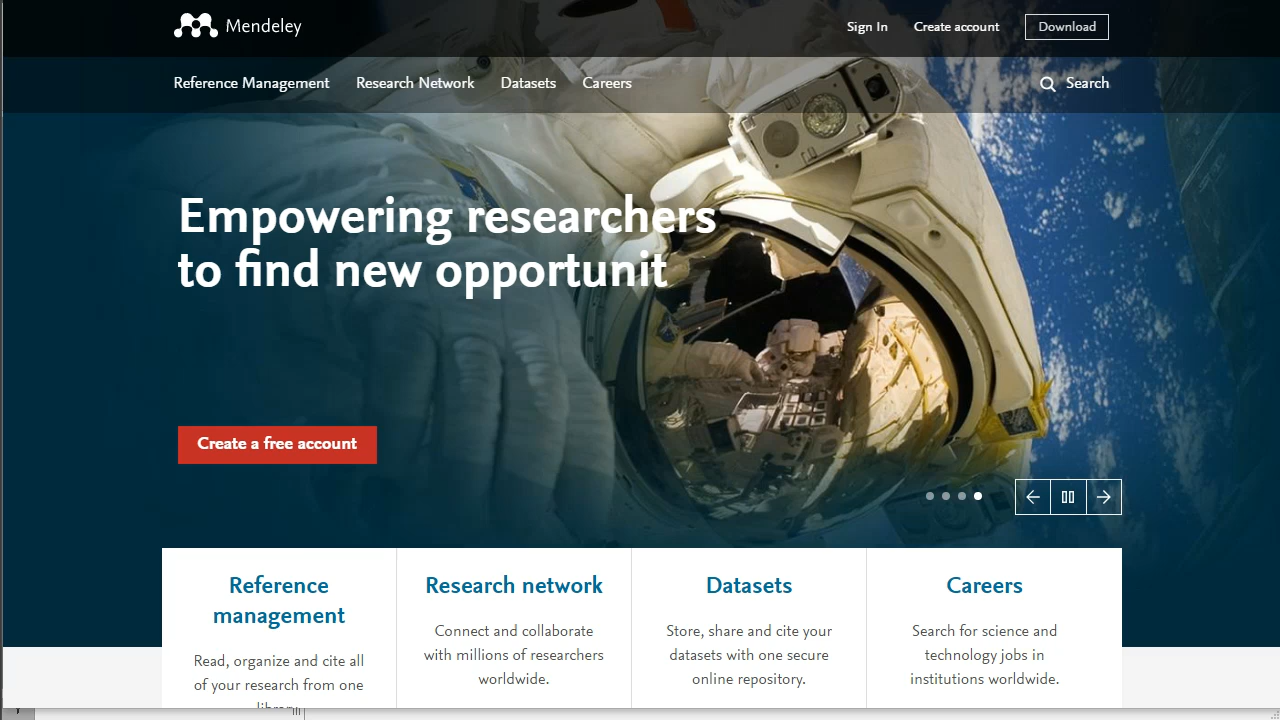 Mendeley
Sign In
Create account
Download
Reference Management
Research Network
Datasets
Careers
Search
Empowering researchers
to find new opportunit
Create a free account
Reference
management
Read, organize and cite all
of your research from one
Research network
Connect and collaborate
with millions of researchers
worldwide.
Datasets
Store, share and cite your
datasets with one secure
online repository.
Careers
Search for science and
technology jobs in
institutions worldwide.